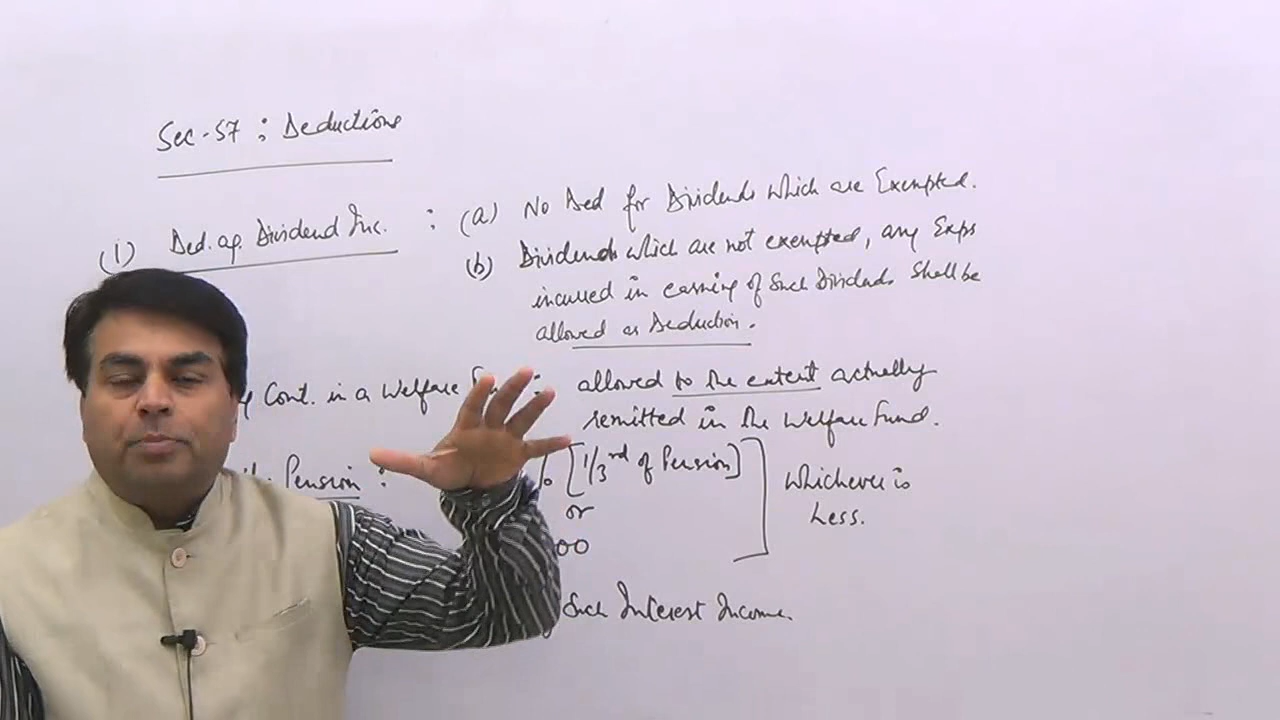 Sec-57 : Deductions
(1) Ded. ag. Dividend Inc. : (a) No Ded for Dividends which are Exempted.
(b) Dividends which are not exempted, any Exps
incurred in earning of Such Dividends Shall be
allowed as Deduction.
Cont. in a Welfare : allowed to the extent actually
remitted in the Welfare Fund.
Pension : % [1/3rd of Pension]
or
00
Whichever is
Less.
Such Interest Income.